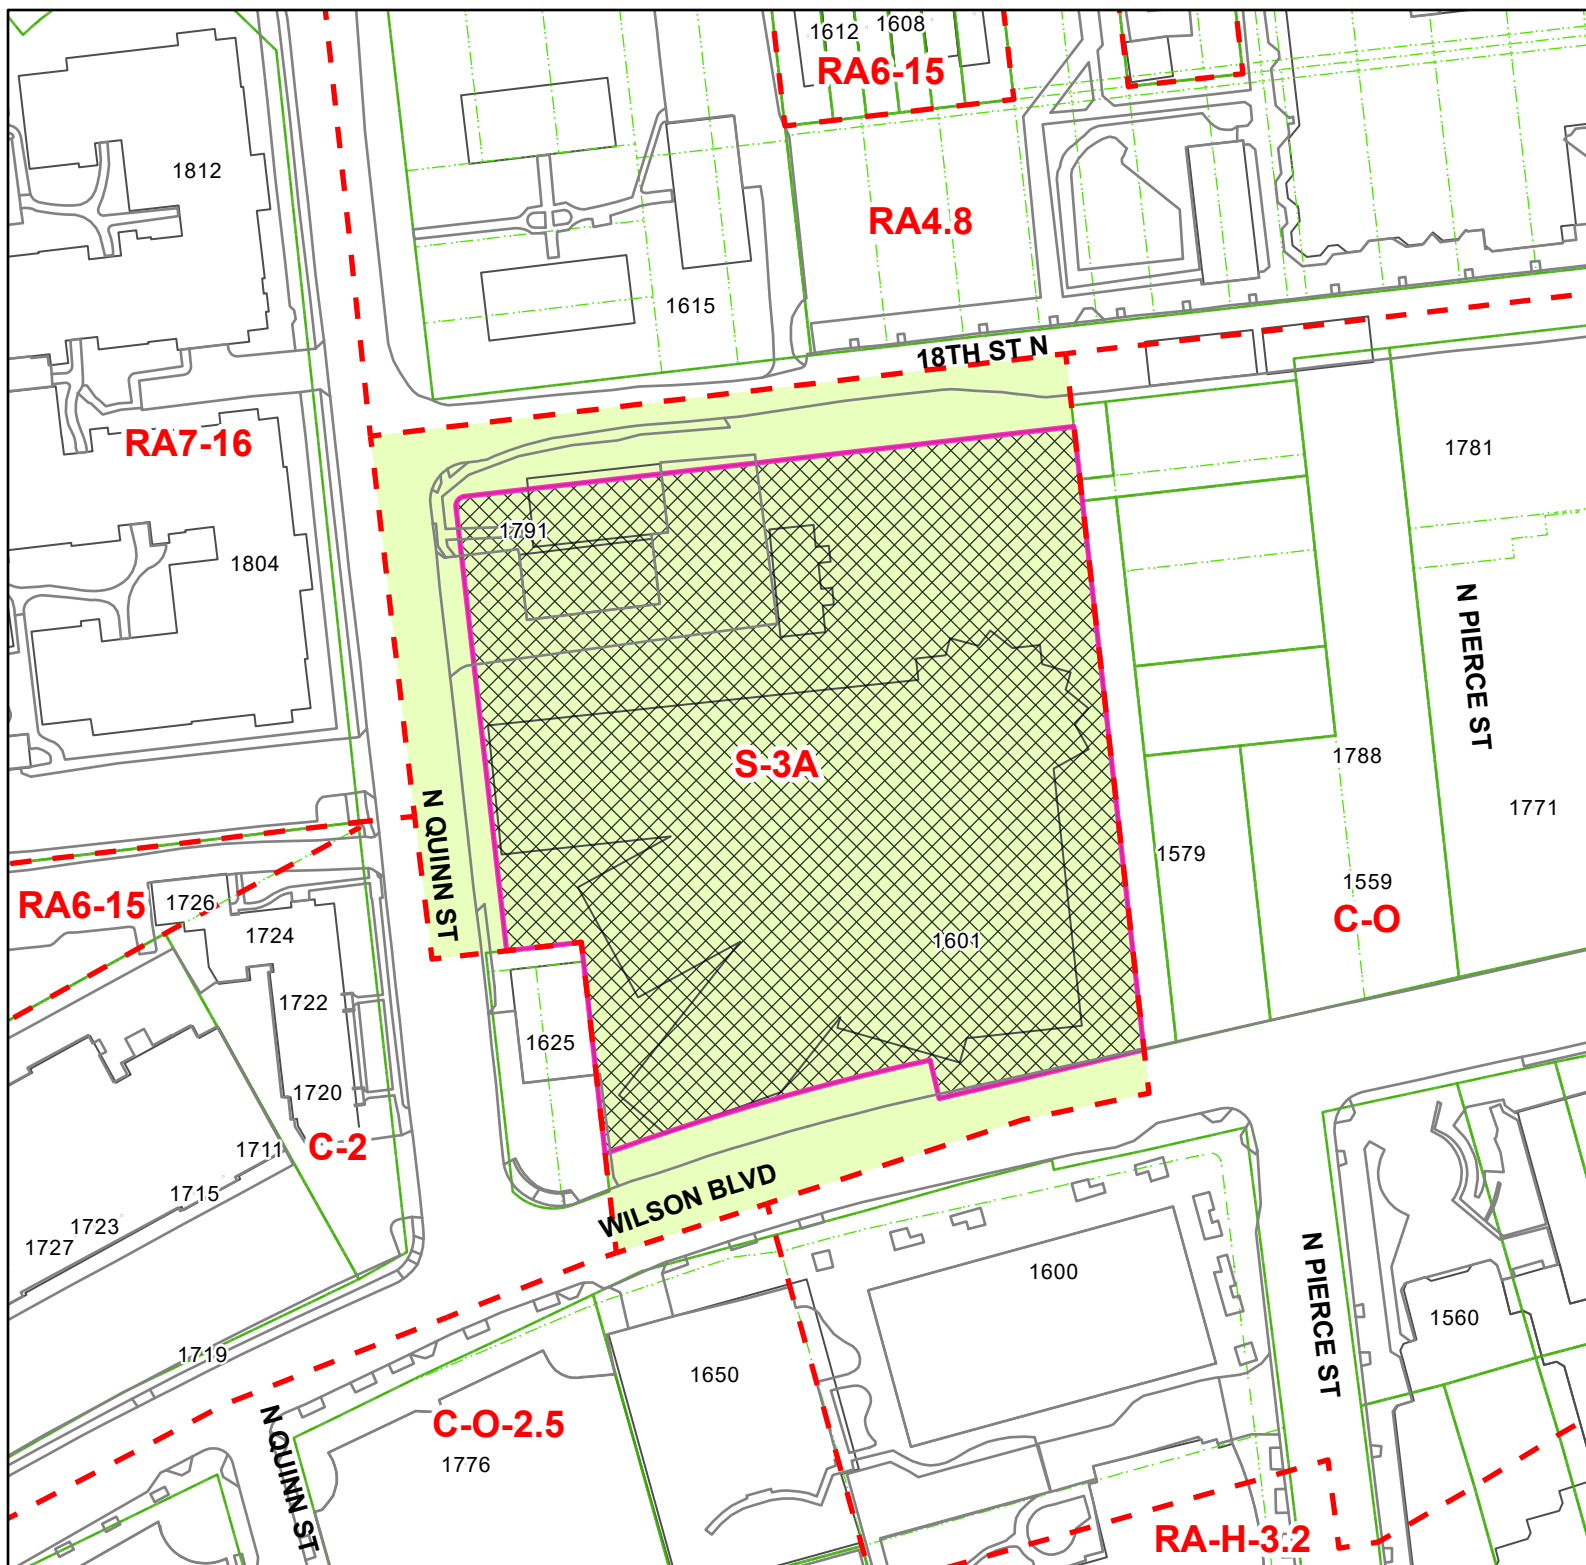 1612
1608
RA6-15
1812
RA4.8
1615
18TH ST N
RA7-16
1781
1791
1804
N PIERCE ST
S-3A
1788
N QUINN ST
1771
1579
1559
RA6-15
1726
C-O
1724
1601
1722
1625
1720
1711
C-2
1715
WILSON BLVD
1723
1727
1600
N PIERCE ST
1560
1719
1650
C-O-2.5
N QUINN ST
1776
RA-H-3.2